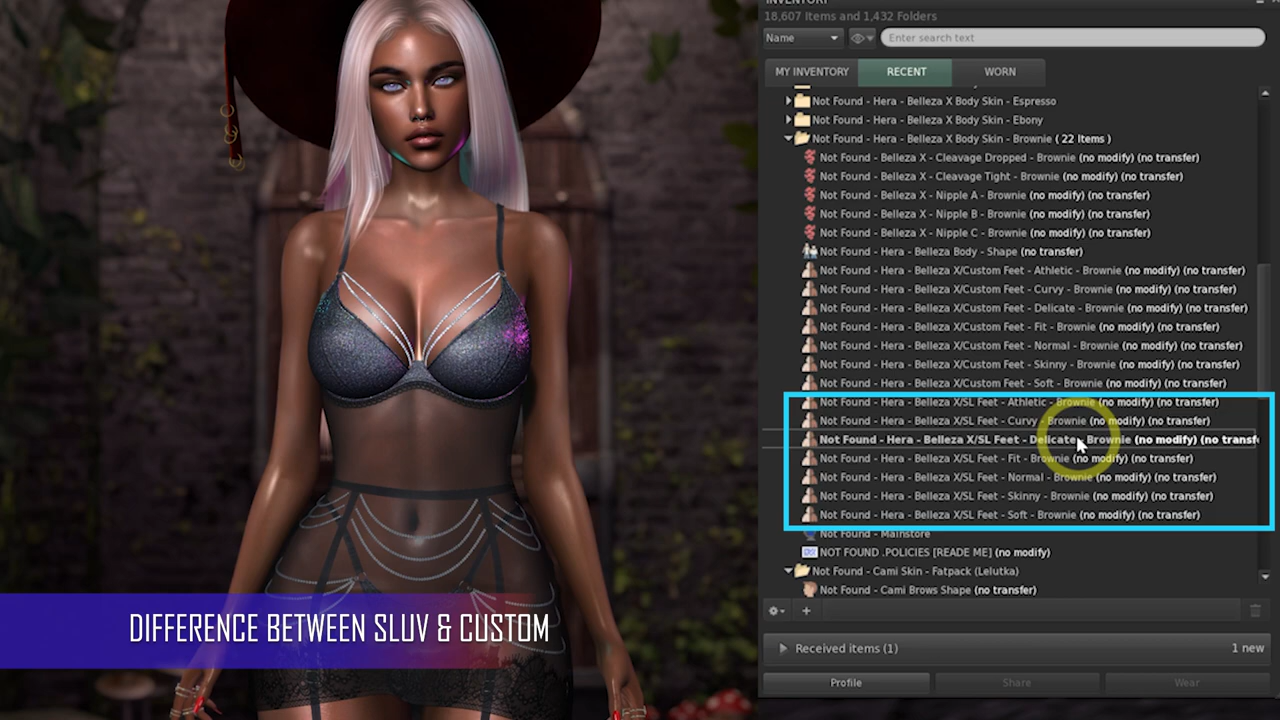 INVENTORY
18,607 Items and 1,432 Folders
Name
Enter search text
MY INVENTORY
RECENT
WORN
Not Found - Hera - Belleza X Body Skin - Espresso
Not Found - Hera - Belleza X Body Skin - Ebony
Not Found - Hera - Belleza X Body Skin - Brownie ( 22 Items )
Not Found - Belleza X - Cleavage Dropped - Brownie (no modify) (no transfer)
Not Found - Belleza X - Cleavage Tight - Brownie (no modify) (no transfer)
Not Found - Belleza X - Nipple A - Brownie (no modify) (no transfer)
Not Found - Belleza X - Nipple B - Brownie (no modify) (no transfer)
Not Found - Belleza X - Nipple C - Brownie (no modify) (no transfer)
Not Found - Hera - Belleza Body - Shape (no transfer)
Not Found - Hera - Belleza X/Custom Feet - Athletic - Brownie (no modify) (no transfer)
Not Found - Hera - Belleza X/Custom Feet - Curvy - Brownie (no modify) (no transfer)
Not Found - Hera - Belleza X/Custom Feet - Delicate - Brownie (no modify) (no transfer)
Not Found - Hera - Belleza X/Custom Feet - Fit - Brownie (no modify) (no transfer)
Not Found - Hera - Belleza X/Custom Feet - Normal - Brownie (no modify) (no transfer)
Not Found - Hera - Belleza X/Custom Feet - Skinny - Brownie (no modify) (no transfer)
Not Found - Hera - Belleza X/Custom Feet - Soft - Brownie (no modify) (no transfer)
Not Found - Hera - Belleza X/SL Feet - Athletic - Brownie (no modify) (no transfer)
Not Found - Hera - Belleza X/SL Feet - Curvy - Brownie (no modify) (no transfer)
Not Found - Hera - Belleza X/SL Feet - Delicate - Brownie (no modify) (no transf
Not Found - Hera - Belleza X/SL Feet - Fit - Brownie (no modify) (no transfer)
Not Found - Hera - Belleza X/SL Feet - Normal - Brownie (no modify) (no transfer)
Not Found - Hera - Belleza X/SL Feet - Skinny - Brownie (no modify) (no transfer)
Not Found - Hera - Belleza X/SL Feet - Soft - Brownie (no modify) (no transfer)
Not Found - Mainstore
NOT FOUND .POLICIES [READE ME] (no modify)
Not Found - Cami Skin - Fatpack (Lelutka)
Not Found - Cami Brows Shape (no transfer)
DIFFERENCE BETWEEN SLUV & CUSTOM
Received items (1)
1 new
Profile
Share
Wear